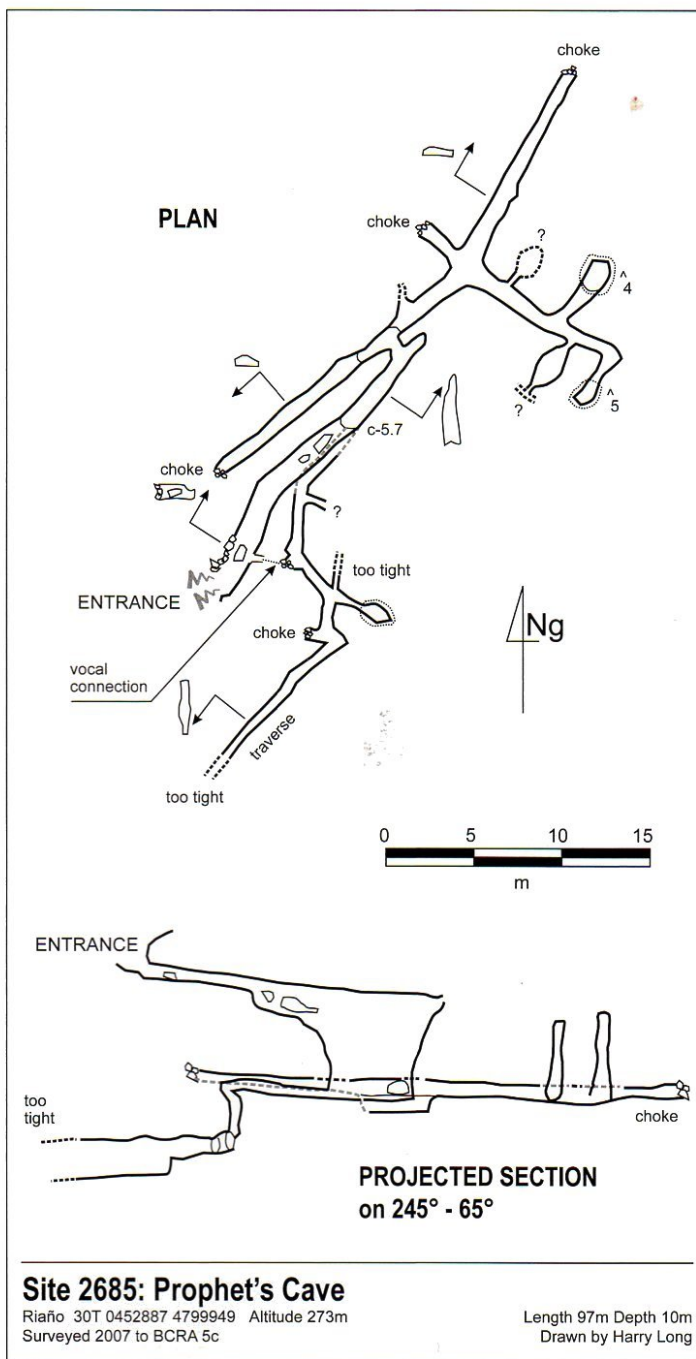 choke
PLAN
choke
?
^4
^5
?
c-5.7
choke
?
too tight
ENTRANCE
choke
Ng
vocal
connection
traverse
too tight
0 5 10 15
m
ENTRANCE
too
tight
choke
PROJECTED SECTION
on 245° - 65°
Site 2685: Prophet's Cave
Riaño 30T 0452887 4799949 Altitude 273m
Surveyed 2007 to BCRA 5c
Length 97m Depth 10m
Drawn by Harry Long